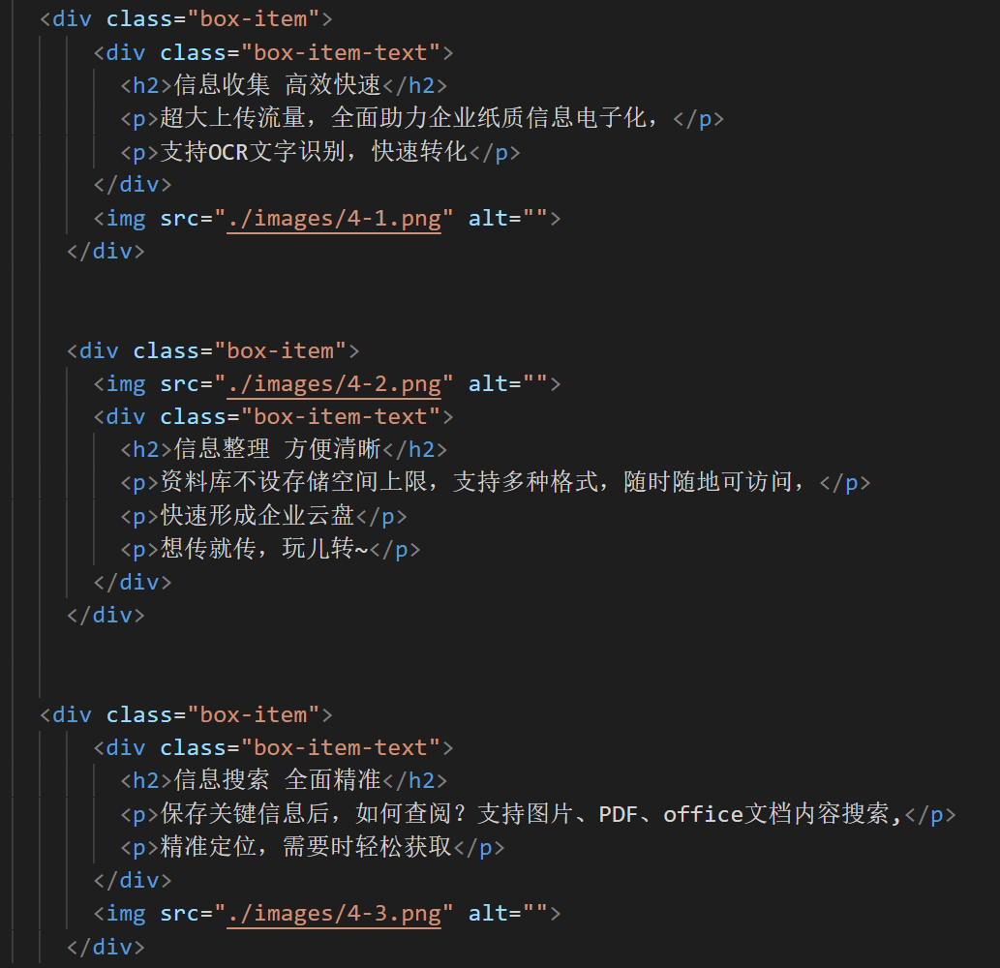 <div class="box-item">
<div class="box-item-text">
<h2>信息收集 高效快速</h2>
<p>超大上传流量，全面助力企业纸质信息电子化，</p>
<p>支持OCR文字识别，快速转化</p>
</div>
<img src="./images/4-1.png" alt="">
</div>
<div class="box-item">
<img src="./images/4-2.png" alt="">
<div class="box-item-text">
<h2>信息整理 方便清晰</h2>
<p>资料库不设存储空间上限，支持多种格式，随时随地可访问，</p>
<p>快速形成企业云盘</p>
<p>想传就传，玩儿转~</p>
</div>
</div>
<div class="box-item">
<div class="box-item-text">
<h2>信息搜索 全面精准</h2>
<p>保存关键信息后，如何查阅？支持图片、PDF、office文档内容搜索,</p>
<p>精准定位，需要时轻松获取</p>
</div>
<img src="./images/4-3.png" alt="">
</div>